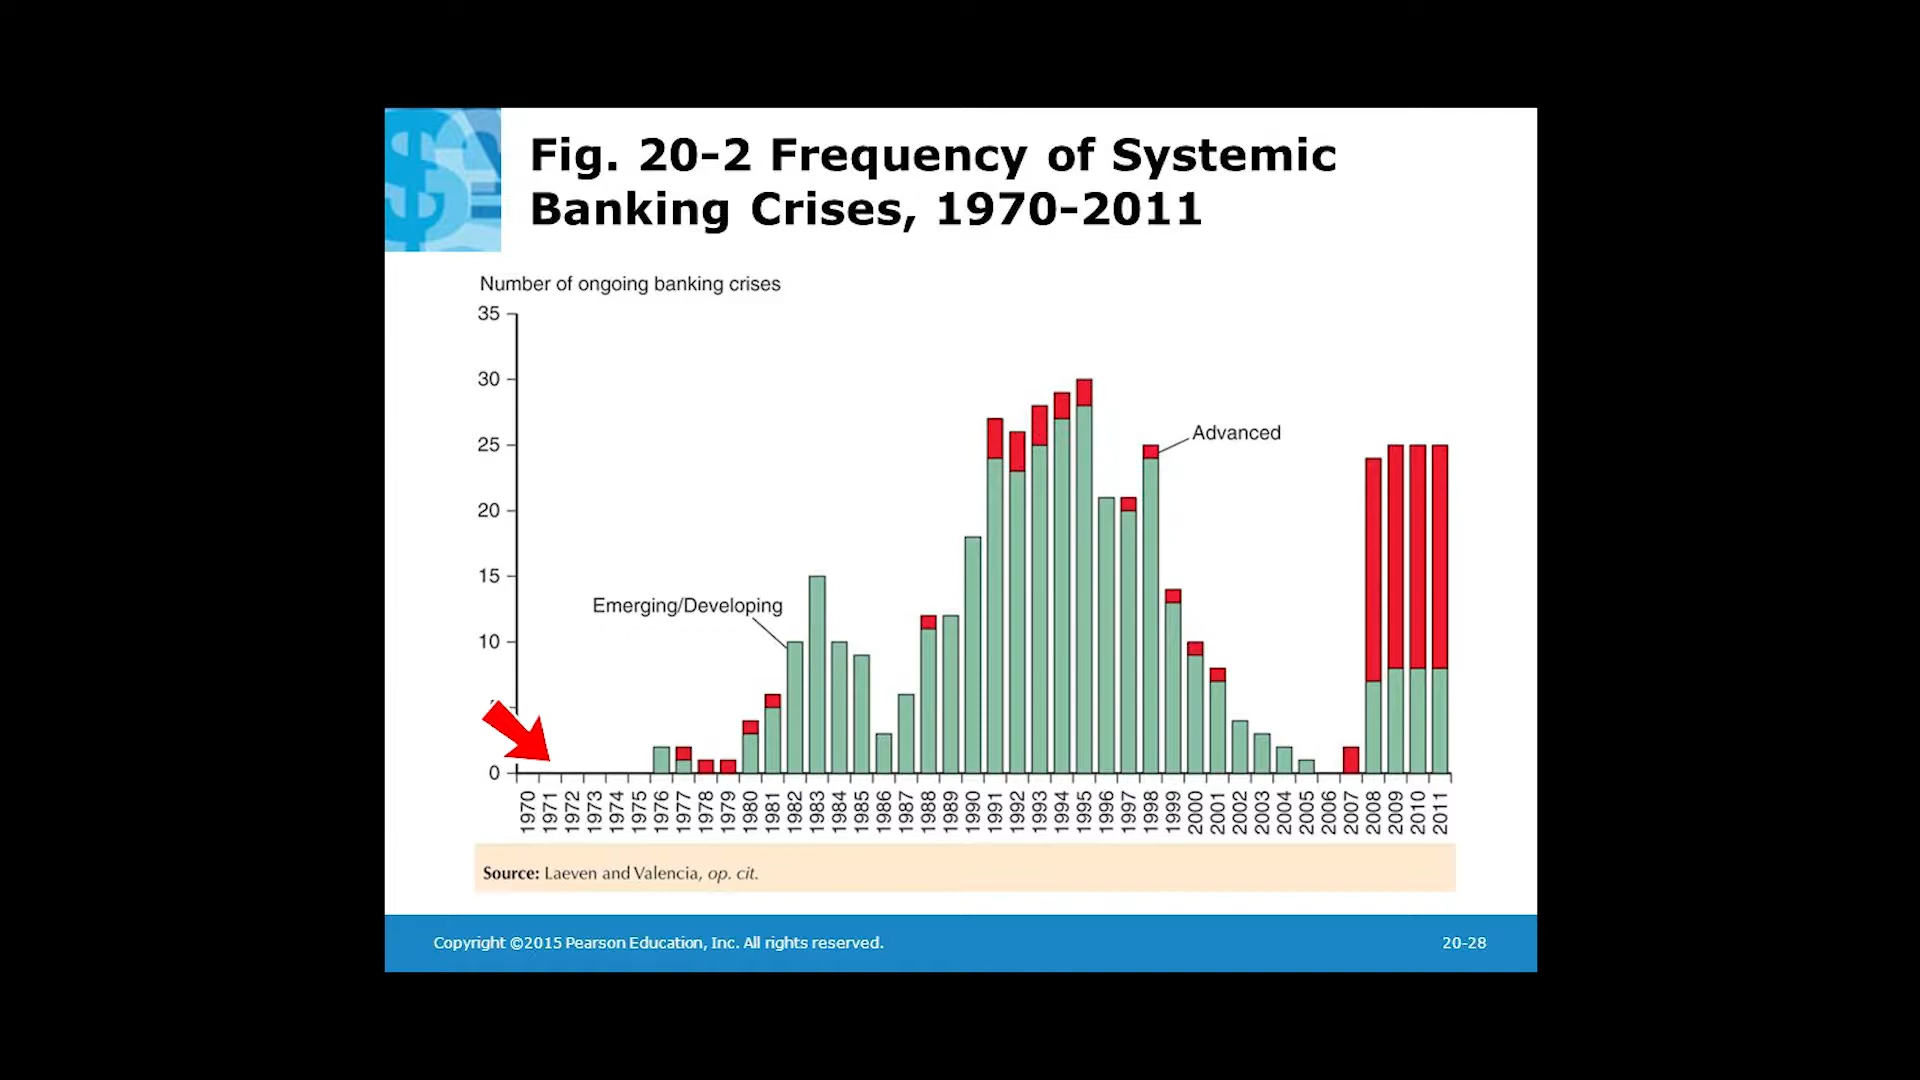 Fig. 20-2 Frequency of Systemic
Banking Crises, 1970-2011
Number of ongoing banking crises
35
30
25
20
15
10
0
Advanced
Emerging/Developing
1970 1971 1972 1973 1974 1975 1976 1977 1978 1979 1980 1981 1982 1983 1984 1985 1986 1987 1988 1989 1990 1991 1992 1993 1994 1995 1996 1997 1998 1999 2000 2001 2002 2003 2004 2005 2006 2007 2008 2009 2010 2011
Source: Laeven and Valencia, op. cit.
Copyright ©2015 Pearson Education, Inc. All rights reserved.
20-28